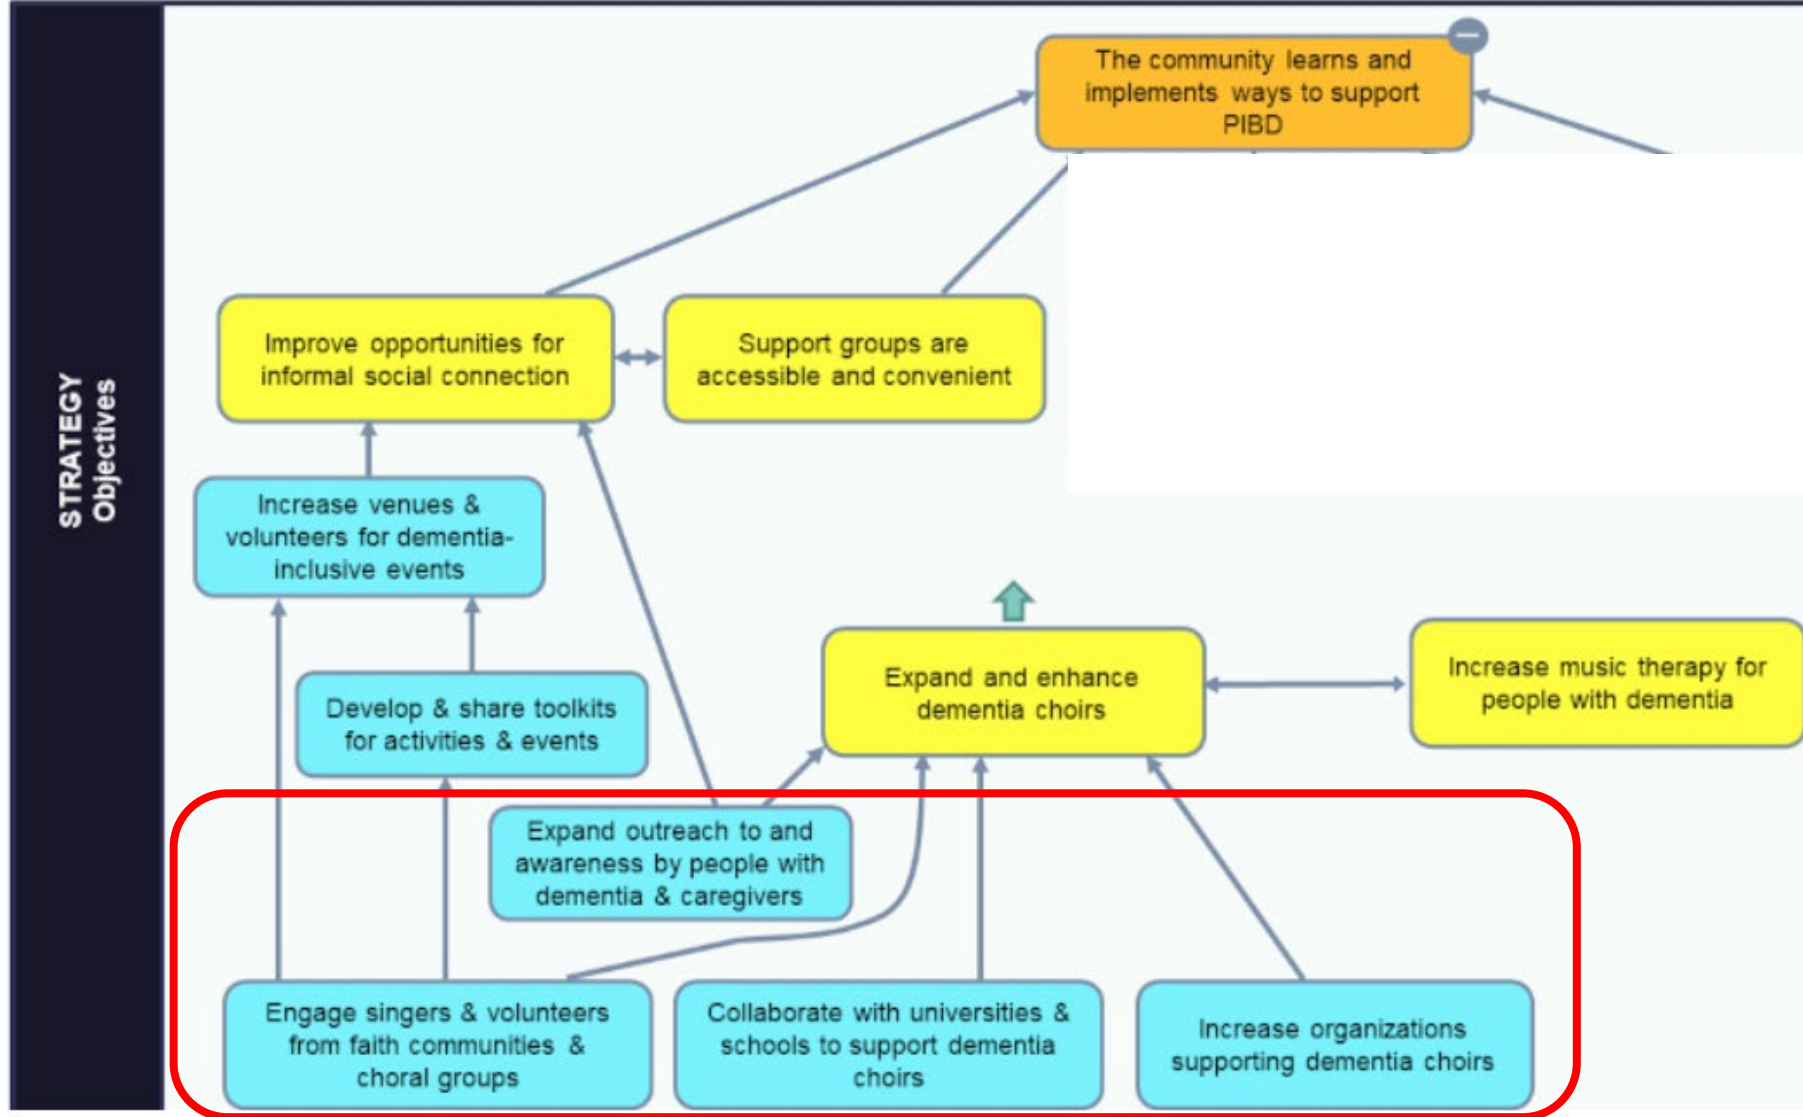 STRATEGY
Objectives
The community learns and
implements ways to support
PIBD
Improve opportunities for
informal social connection
Support groups are
accessible and convenient
Increase venues &
volunteers for dementia-
inclusive events
Develop & share toolkits
for activities & events
Expand and enhance
dementia choirs
Increase music therapy for
people with dementia
Expand outreach to and
awareness by people with
dementia & caregivers
Engage singers & volunteers
from faith communities &
choral groups
Collaborate with universities &
schools to support dementia
choirs
Increase organizations
supporting dementia choirs